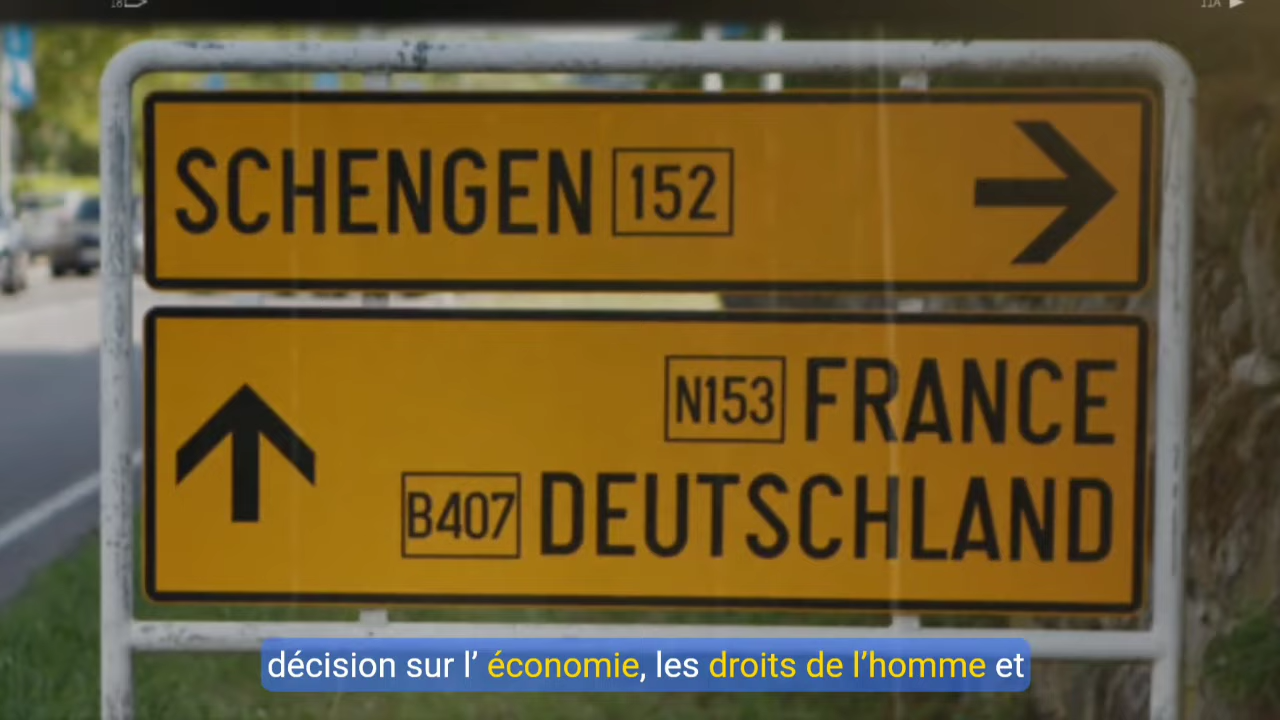 SCHENGEN 152
N153 FRANCE
B407 DEUTSCHLAND
décision sur l’ économie, les droits de l’homme et